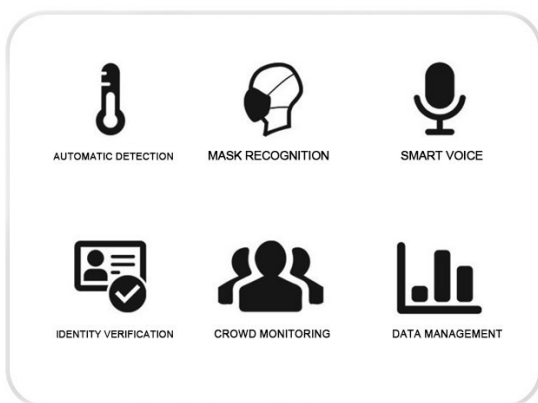 AUTOMATIC DETECTION
MASK RECOGNITION
SMART VOICE
IDENTITY VERIFICATION
CROWD MONITORING
DATA MANAGEMENT